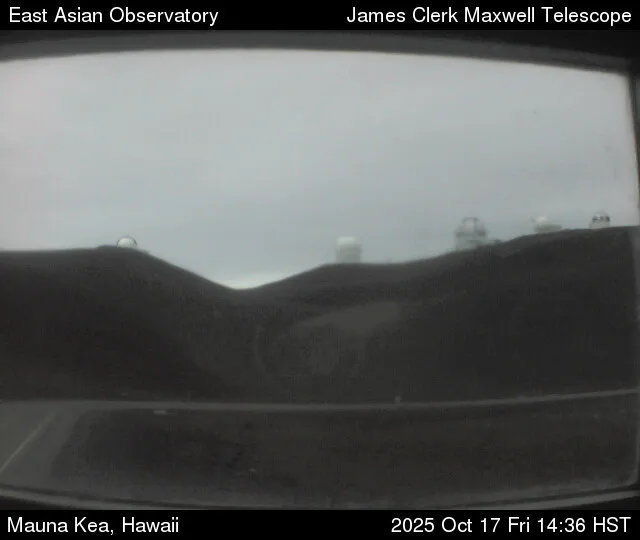 East Asian Observatory
James Clerk Maxwell Telescope
Mauna Kea, Hawaii
2025 Oct 17 Fri 14:36 HST